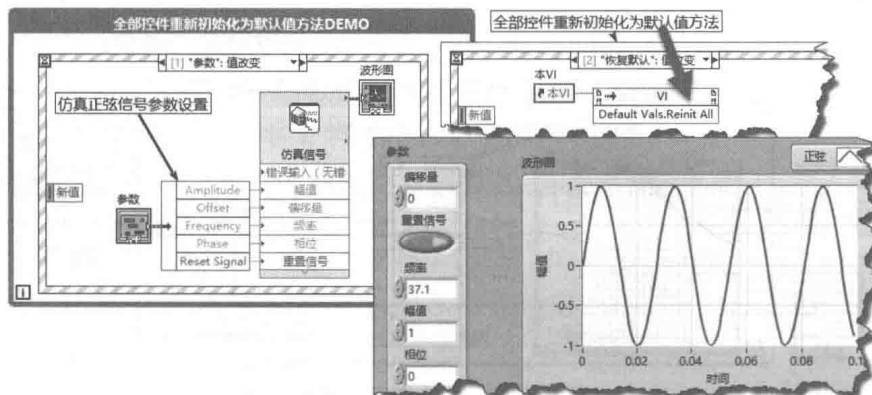 全部控件重新初始化为默认值方法DEMO
[1] "参数": 值改变
波形图
仿真正弦信号参数设置
仿真信号
错误输入（无错
新值
参数
Amplitude
Offset
Frequency
Phase
Reset Signal
幅值
偏移量
频率
相位
重置信号
i
全部控件重新初始化为默认值方法
[2] "恢复默认": 值改变
本VI
本VI
VI
Default Vals.Reinit All
新值
参数
偏移量
0
重置信号
频率
37.1
幅值
1
相位
0
波形图
正弦
幅值
1
0.5
0
-0.5
-1
0
0.02
0.04
0.06
0.08
0.1
时间